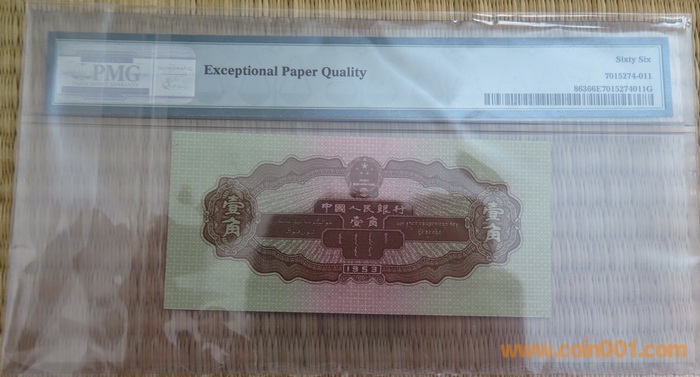 PMG
Exceptional Paper Quality
Sixty Six
7015274-011
86366E7015274011G
中國人民銀行
壹角
壹角
壹角
1953
www.coin001.com